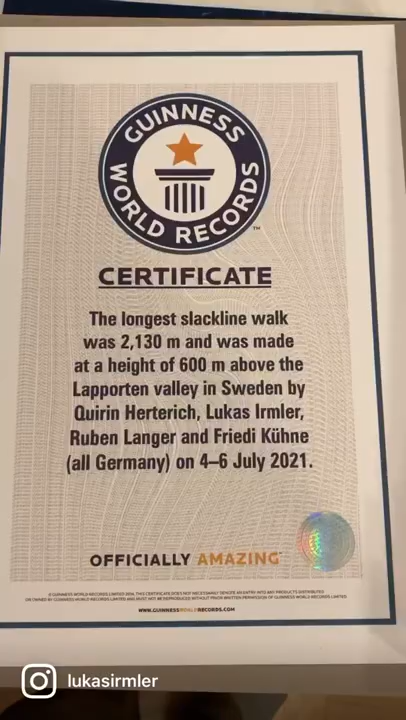 GUINNESS
WORLD RECORDS
TM
CERTIFICATE
The longest slackline walk
was 2,130 m and was made
at a height of 600 m above the
Lapporten valley in Sweden by
Quirin Herterich, Lukas Irmler,
Ruben Langer and Friedi Kühne
(all Germany) on 4–6 July 2021.
OFFICIALLY AMAZING
WWW.GUINNESSWORLDRECORDS.COM
lukasirmler